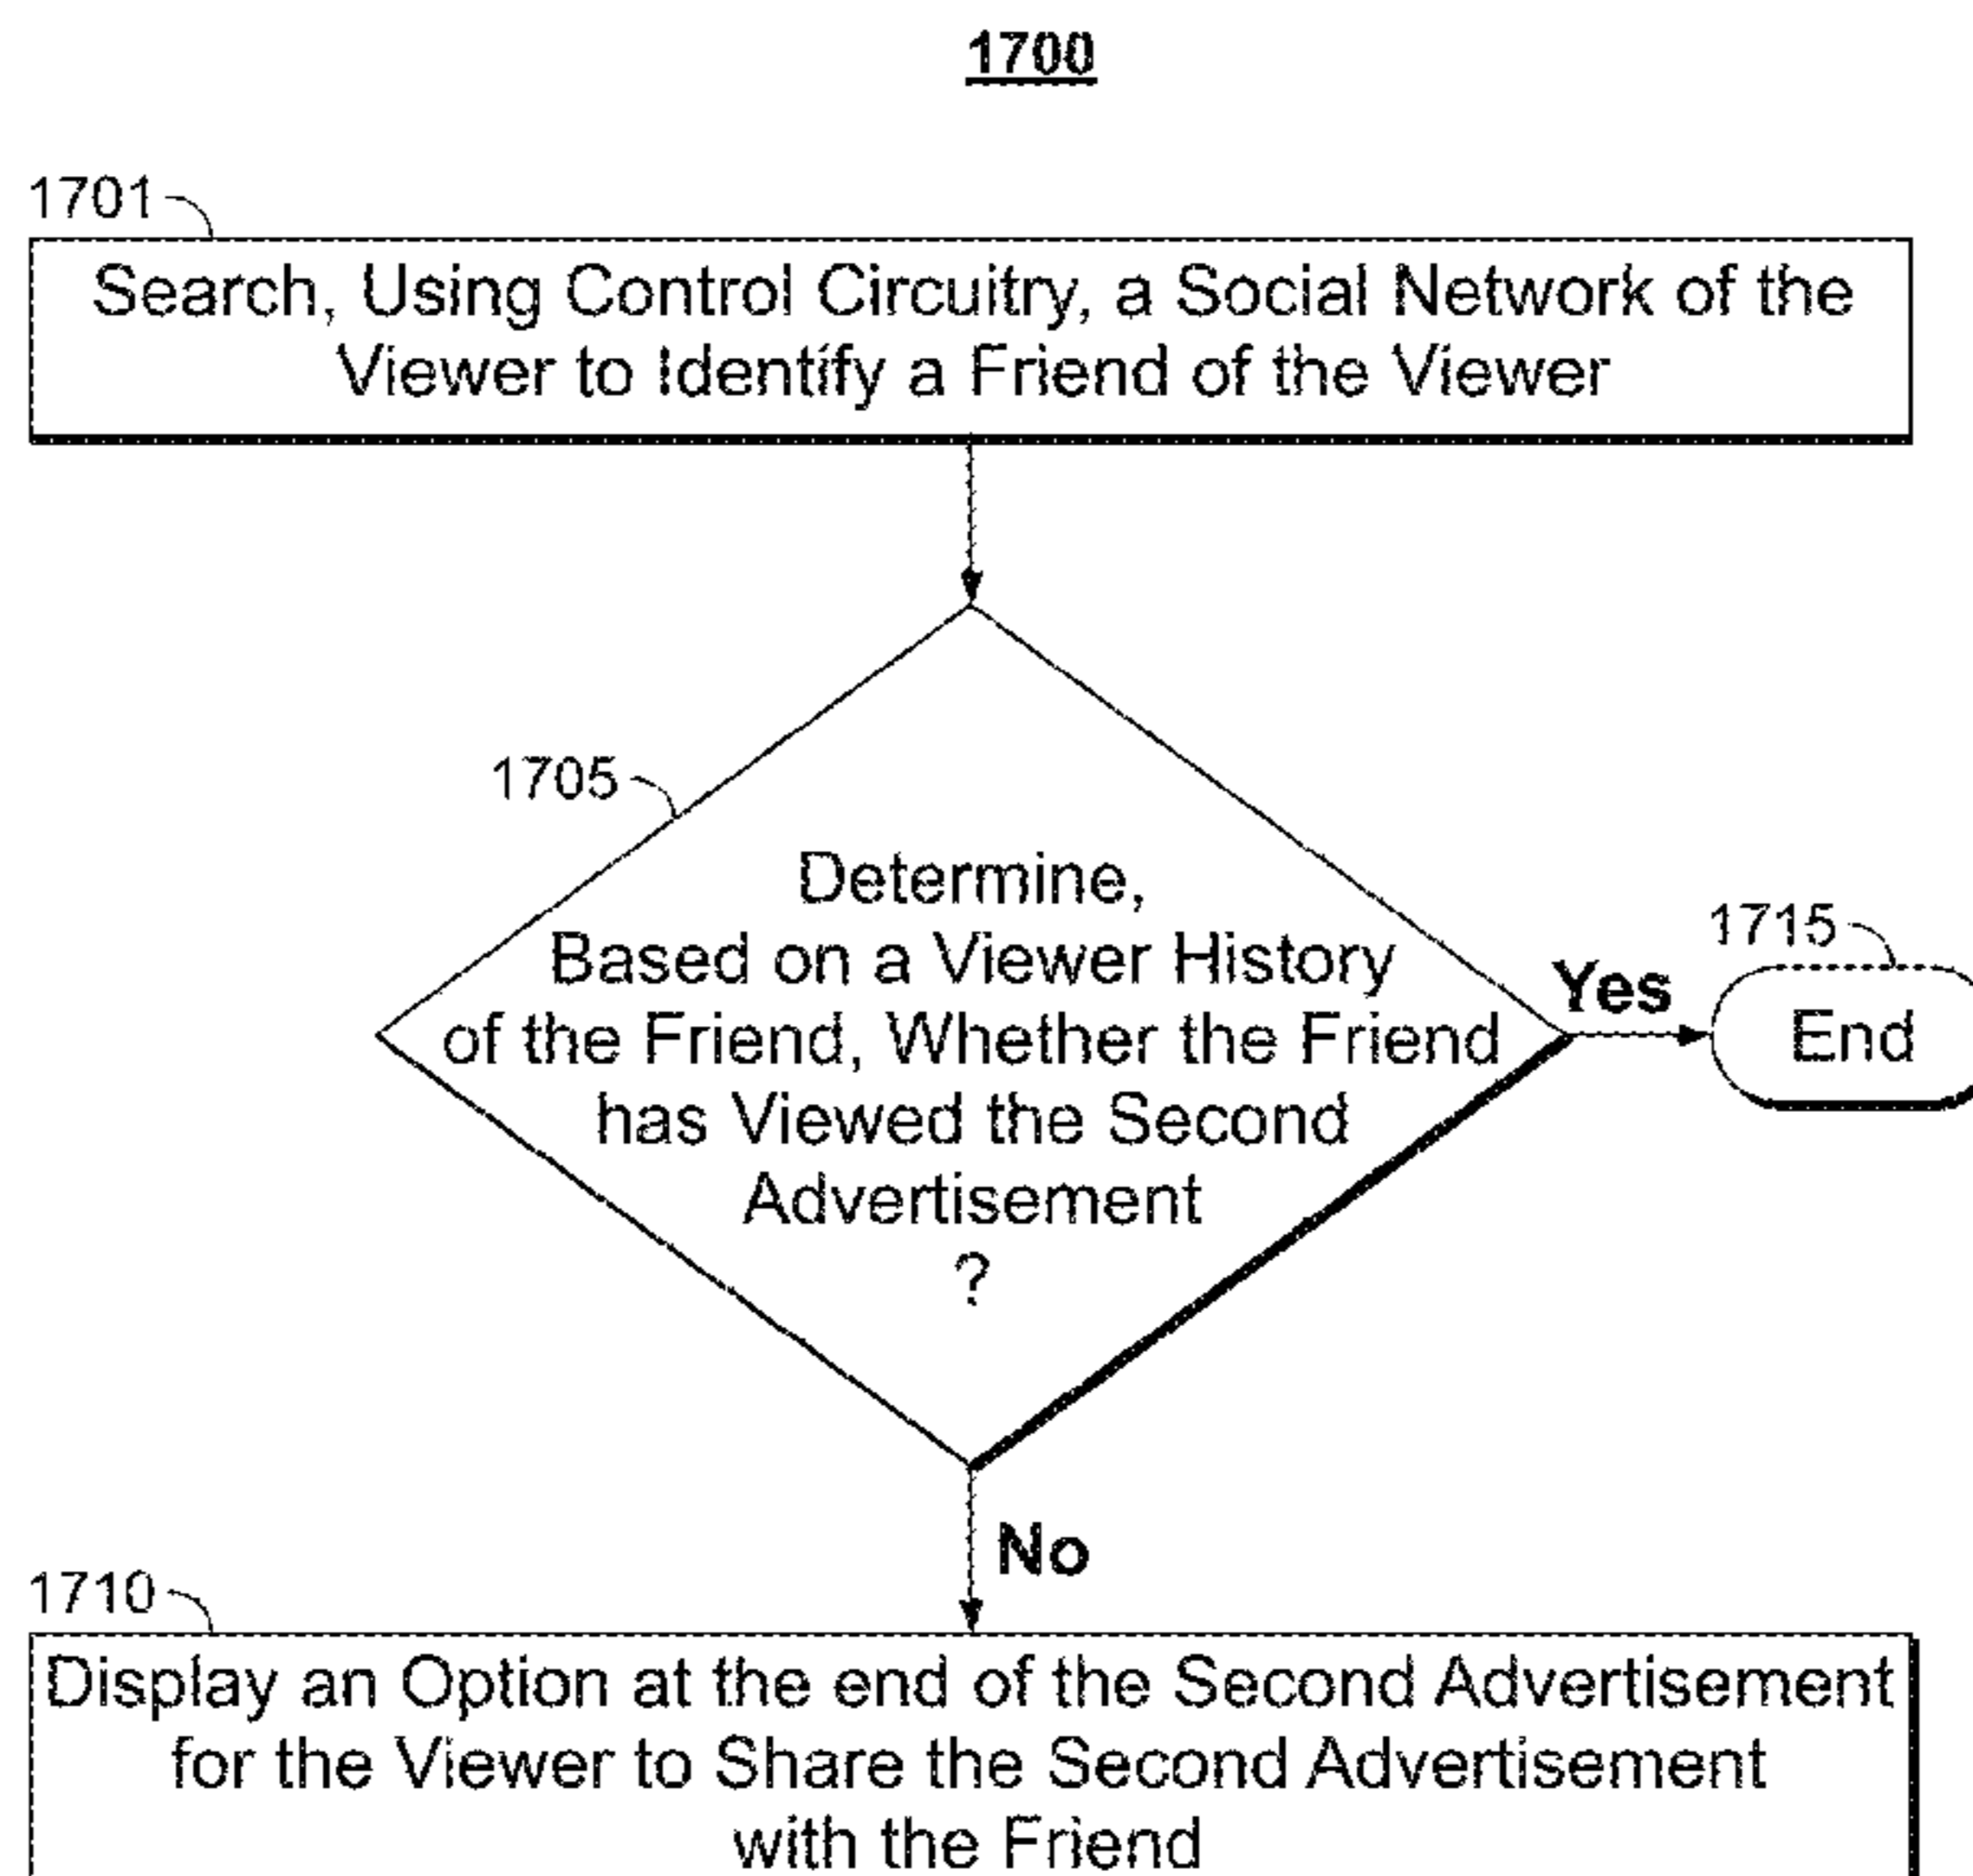 1700
1701
Search, Using Control Circuitry, a Social Network of the
Viewer to Identify a Friend of the Viewer
1705
Determine,
Based on a Viewer History
of the Friend, Whether the Friend
has Viewed the Second
Advertisement
?
Yes
1715
End
No
1710
Display an Option at the end of the Second Advertisement
for the Viewer to Share the Second Advertisement
with the Friend